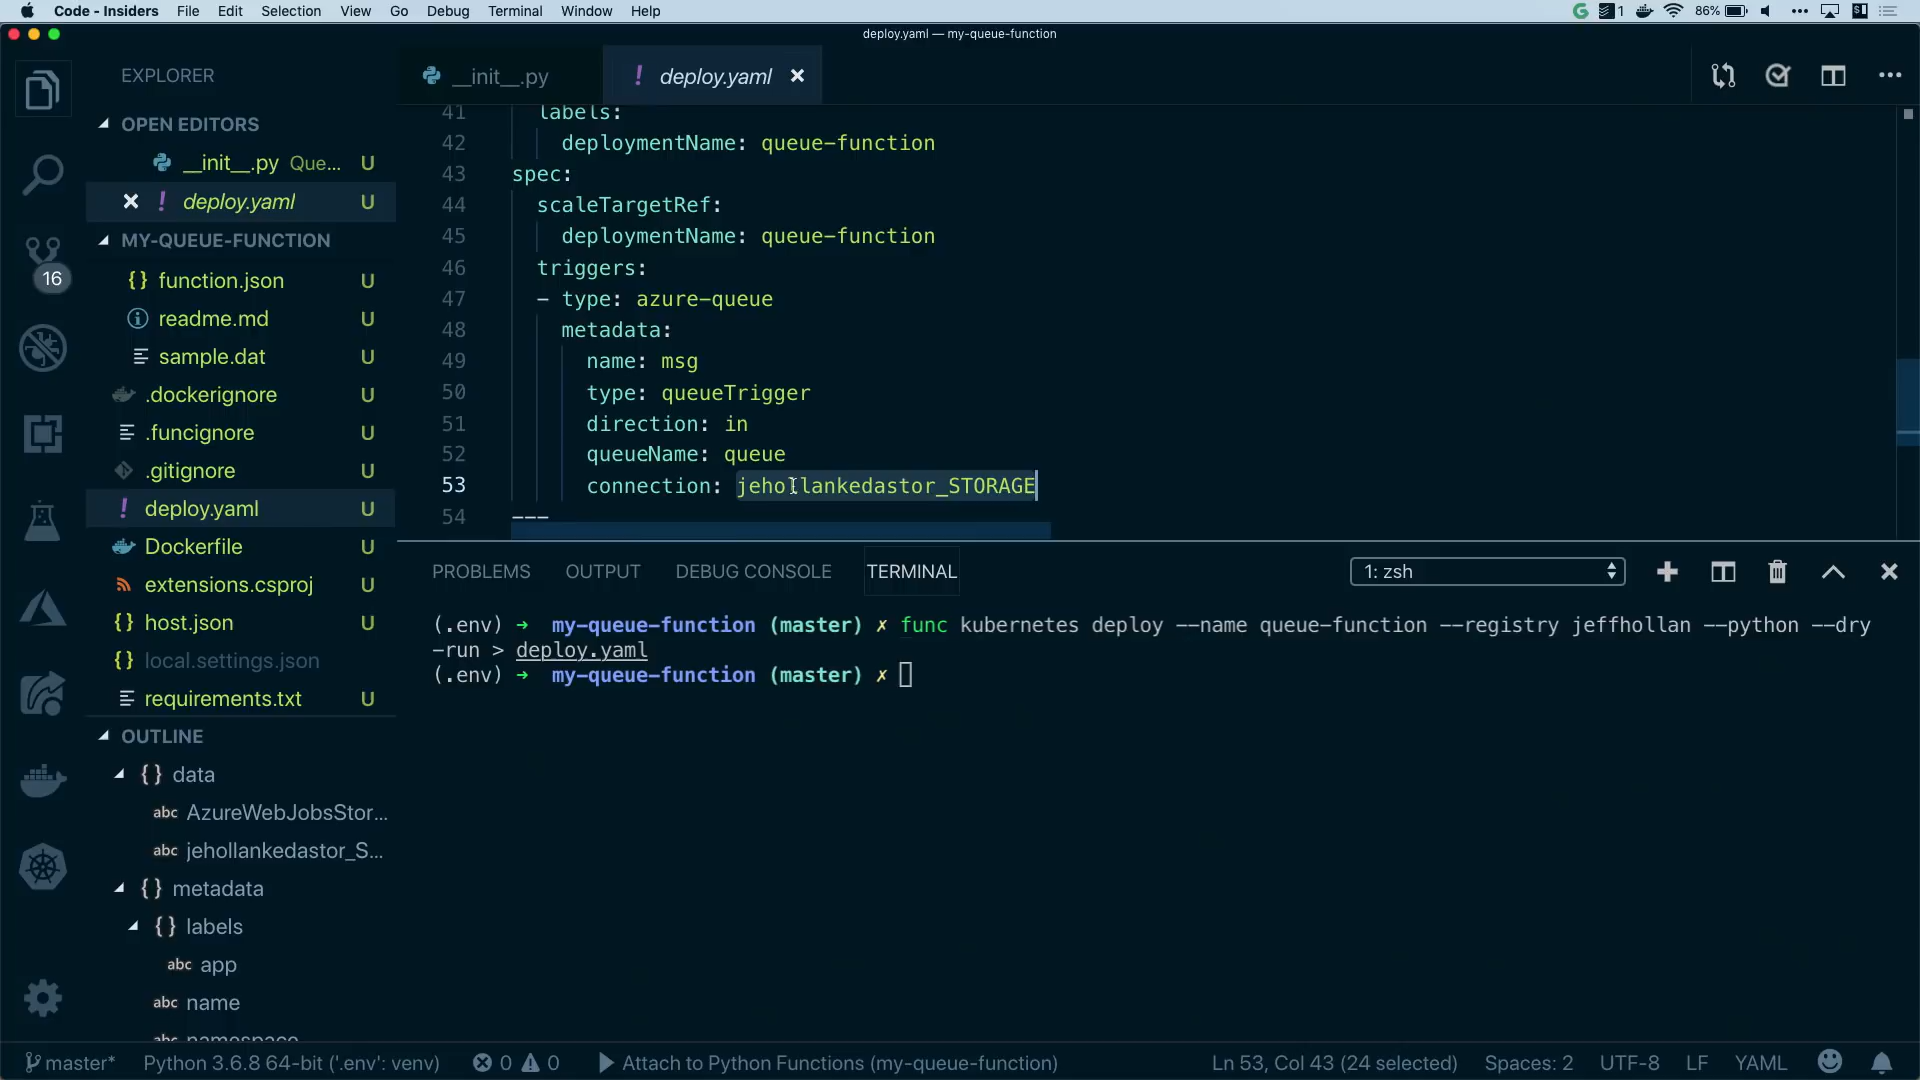 Code - Insiders File Edit Selection View Go Debug Terminal Window Help 1 86%
deploy.yaml — my-queue-function
EXPLORER
OPEN EDITORS
__init__.py Que... U
deploy.yaml U
MY-QUEUE-FUNCTION
{} function.json U
readme.md U
sample.dat U
.dockerignore U
.funcignore U
.gitignore U
! deploy.yaml U
Dockerfile U
extensions.csproj U
{} host.json U
{} local.settings.json
requirements.txt U
OUTLINE
{} data
abc AzureWebJobsStor...
abc jehollankedastor_S...
{} metadata
{} labels
abc app
abc name
abc namespace
16
__init__.py
! deploy.yaml
41 labels:
42 deploymentName: queue-function
43 spec:
44 scaleTargetRef:
45 deploymentName: queue-function
46 triggers:
47 - type: azure-queue
48 metadata:
49 name: msg
50 type: queueTrigger
51 direction: in
52 queueName: queue
53 connection: jehollankedastor_STORAGE
54 ---
PROBLEMS OUTPUT DEBUG CONSOLE TERMINAL 1: zsh
(.env) → my-queue-function (master) ✗ func kubernetes deploy --name queue-function --registry jeffhollan --python --dry
-run > deploy.yaml
(.env) → my-queue-function (master) ✗
master* Python 3.6.8 64-bit ('.env': venv) 0 0 Attach to Python Functions (my-queue-function) Ln 53, Col 43 (24 selected) Spaces: 2 UTF-8 LF YAML